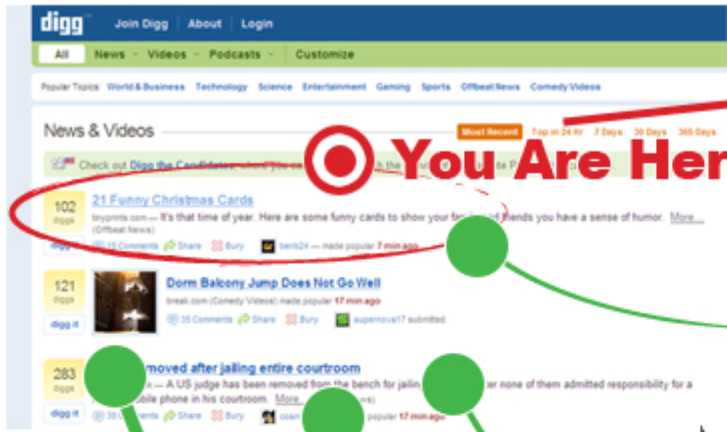 digg Join Digg About Login
All News Videos Podcasts Customize
Popular Topics: World & Business Technology Science Entertainment Gaming Sports Offbeat News Comedy Videos
News & Videos Most Recent Top in 24 Hr 7 Days 30 Days 365 Days
Check out Digg the Candidates, where you ca
You Are Her
102 diggs digg it
21 Funny Christmas Cards
tinyprints.com — It's that time of year. Here are some funny cards to show your friends you have a sense of humor. More...
(Offbeat News)
15 Comments Share Bury — made popular 7 min ago
121 diggs digg it
Dorm Balcony Jump Does Not Go Well
break.com (Comedy Videos) made popular 17 min ago
35 Comments Share Bury supernova17 submitted
283 diggs digg it
moved after jailing entire courtroom
— A US judge has been removed from the bench for jailin er none of them admitted responsibility for a
bile phone in his courtroom. More...
Share Bury popular 17 min ago